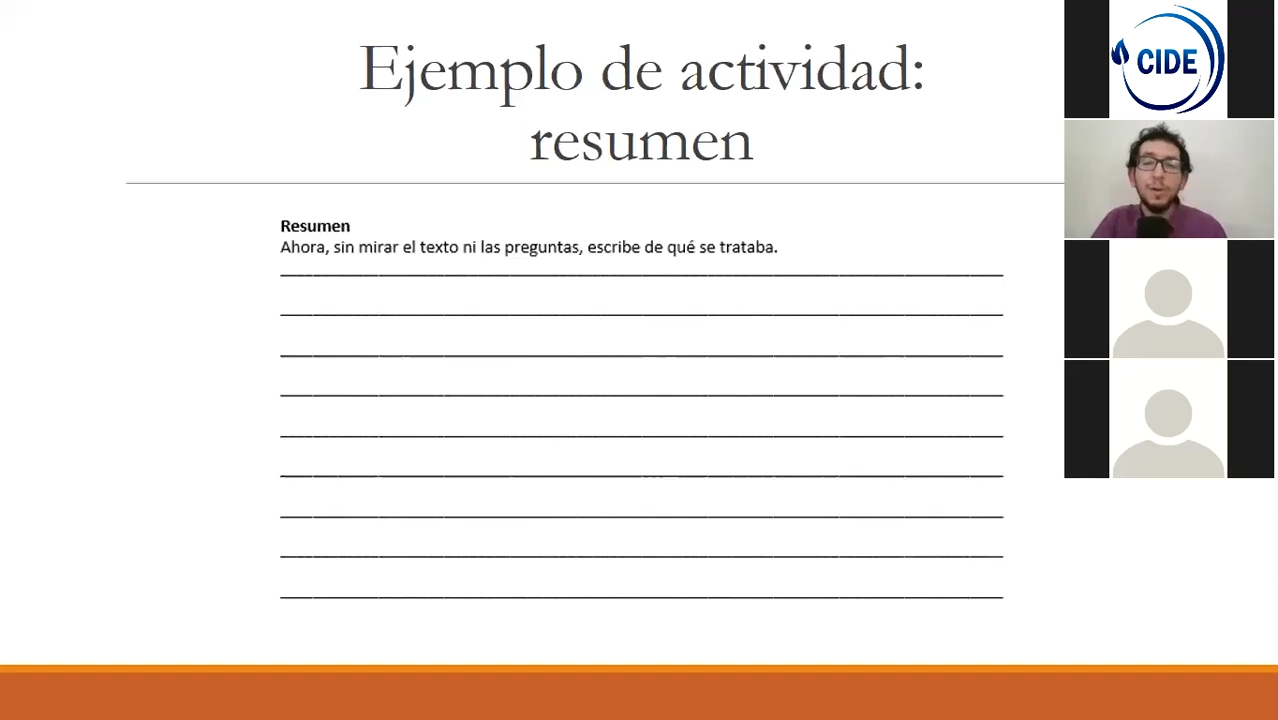 Ejemplo de actividad:
resumen
CIDE
Resumen
Ahora, sin mirar el texto ni las preguntas, escribe de qué se trataba.